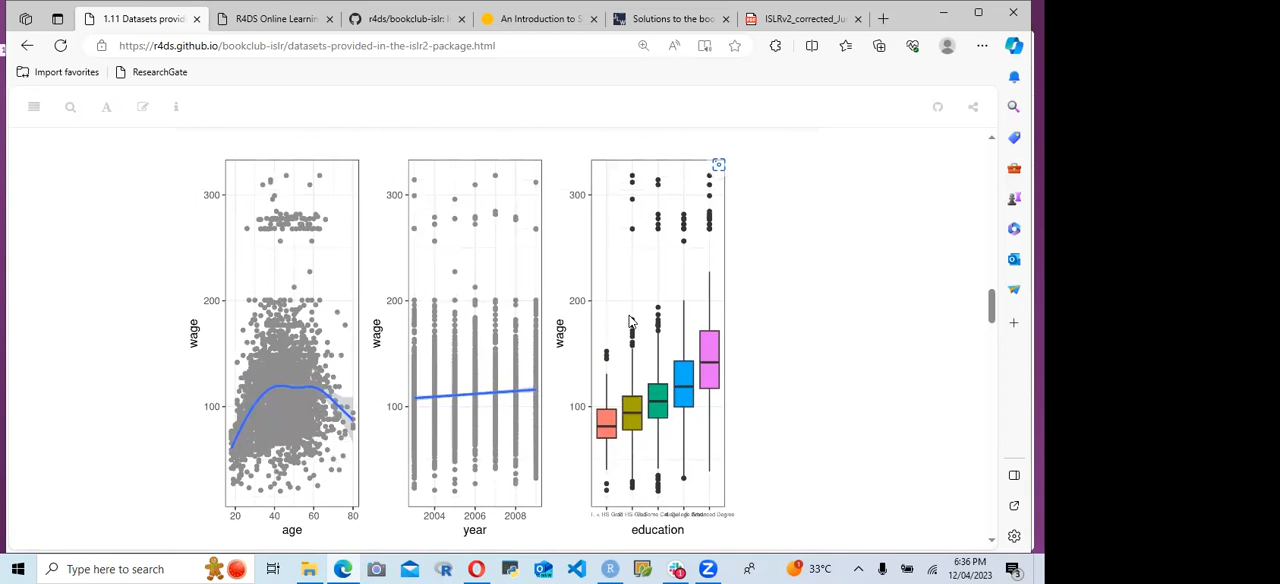 1.11 Datasets provid
R4DS Online Learnin
r4ds/bookclub-islr:
An Introduction to S
Solutions to the boo
ISLRv2_corrected_Ju
https://r4ds.github.io/bookclub-islr/datasets-provided-in-the-islr2-package.html
Import favorites
ResearchGate
wage
300
200
100
20
40
60
80
age
wage
300
200
100
2004
2006
2008
year
wage
300
200
100
education
Type here to search
33°C
6:36 PM
12/04/2023